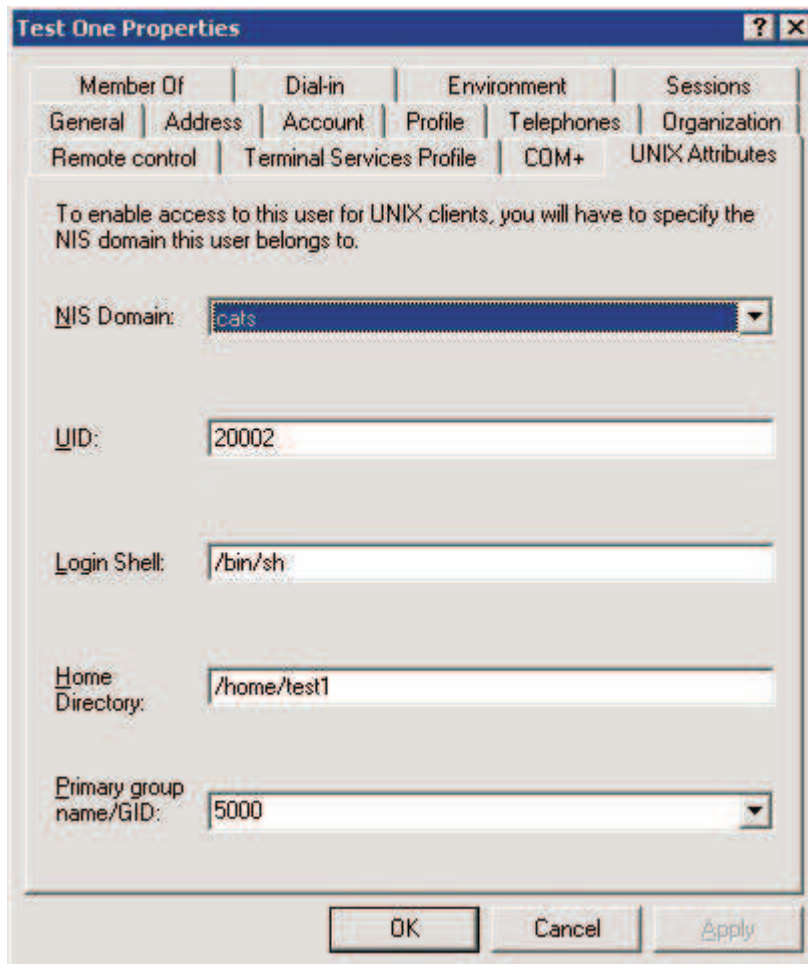 Test One Properties
Member Of Dial-in Environment Sessions
General Address Account Profile Telephones Organization
Remote control Terminal Services Profile COM+ UNIX Attributes
To enable access to this user for UNIX clients, you will have to specify the
NIS domain this user belongs to.
NIS Domain: cats
UID: 20002
Login Shell: /bin/sh
Home
Directory: /home/test1
Primary group
name/GID: 5000
OK Cancel Apply